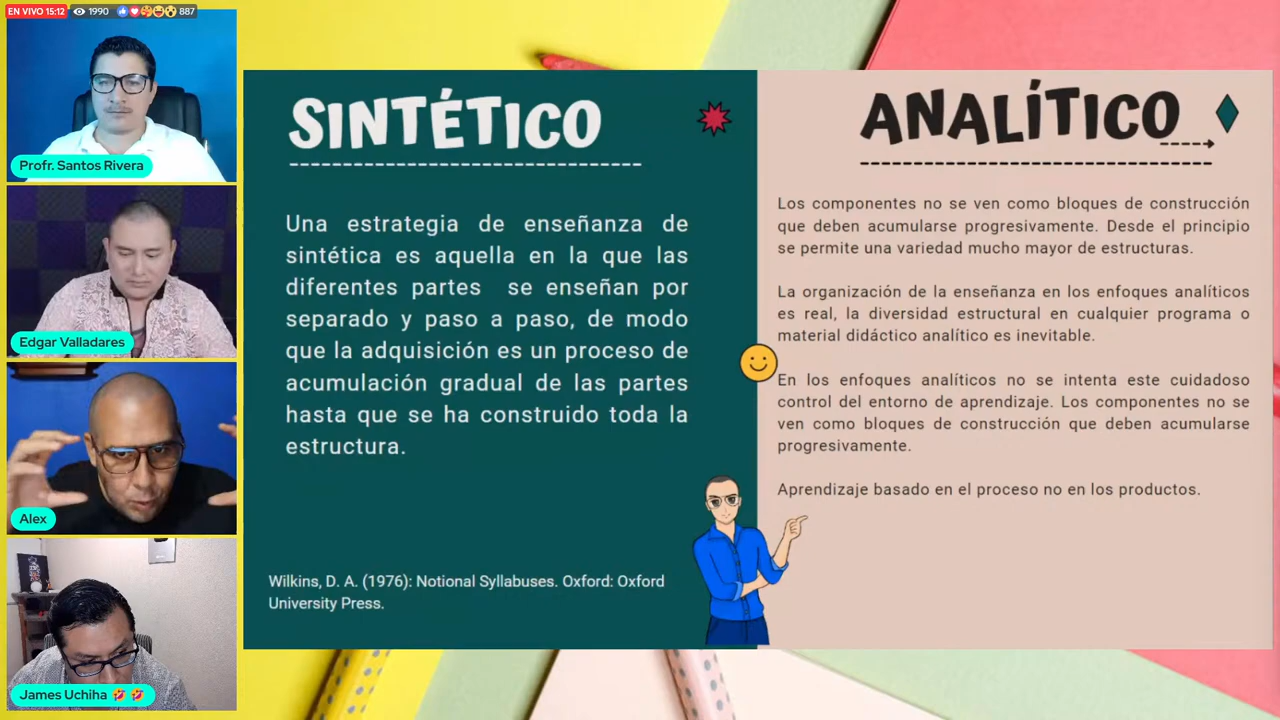 EN VIVO 15:12 1990 887
Profr. Santos Rivera
Edgar Valladares
Alex
James Uchiha 🤣 🤣
SINTÉTICO
Una estrategia de enseñanza de
sintética es aquella en la que las
diferentes partes se enseñan por
separado y paso a paso, de modo
que la adquisición es un proceso de
acumulación gradual de las partes
hasta que se ha construido toda la
estructura.
Wilkins, D. A. (1976): Notional Syllabuses. Oxford: Oxford
University Press.
ANALÍTICO
Los componentes no se ven como bloques de construcción
que deben acumularse progresivamente. Desde el principio
se permite una variedad mucho mayor de estructuras.
La organización de la enseñanza en los enfoques analíticos
es real, la diversidad estructural en cualquier programa o
material didáctico analítico es inevitable.
En los enfoques analíticos no se intenta este cuidadoso
control del entorno de aprendizaje. Los componentes no se
ven como bloques de construcción que deben acumularse
progresivamente.
Aprendizaje basado en el proceso no en los productos.